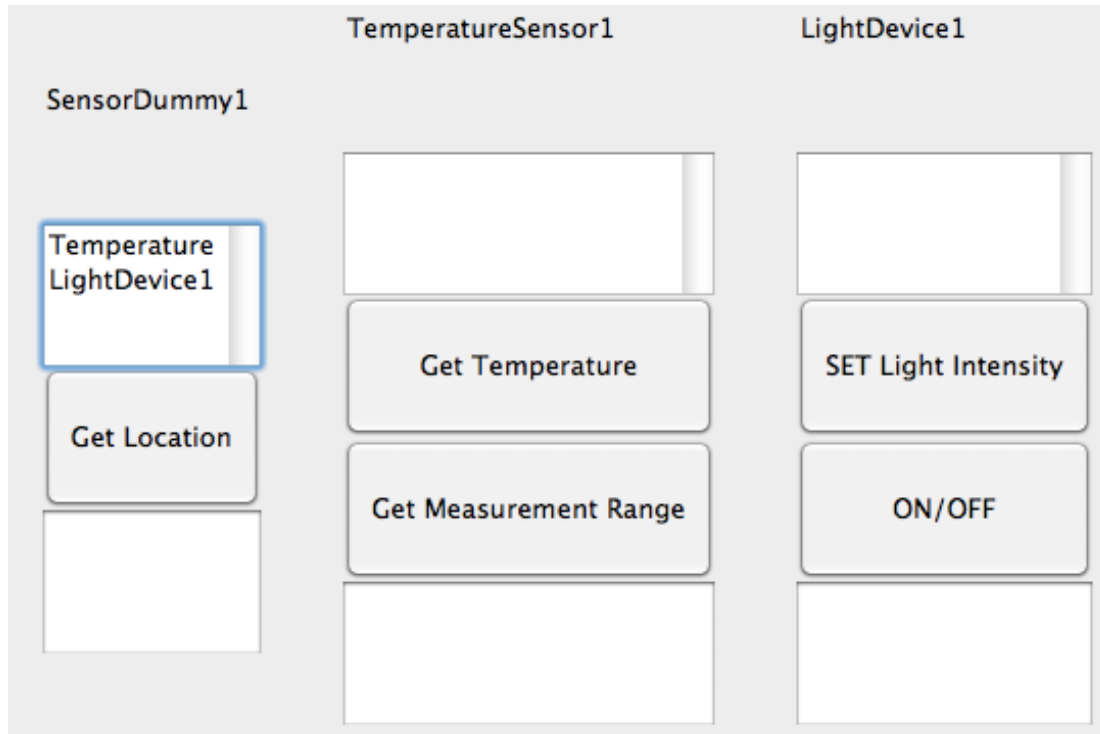 TemperatureSensor1
LightDevice1
SensorDummy1
Temperature
LightDevice1
Get Temperature
SET Light Intensity
Get Location
Get Measurement Range
ON/OFF